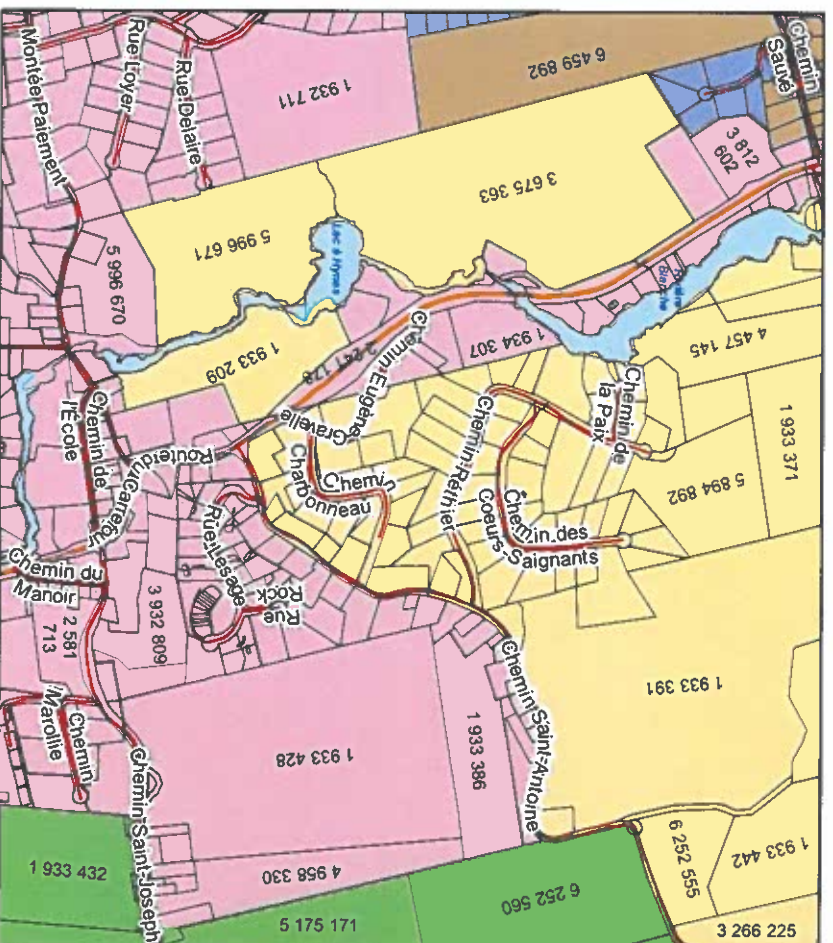 Chemin
Sauvé
6 459 892
Montée Paiement
Rue Loyer
Rue Delaire
1 932 711
3 812
602
3 675 363
5 996 671
Lac à Hymes
5 996 670
Rivière
Blanche
1 933 209
2 241 178
1 934 307
4 457 145
Chemin Eugène-Gravelle
Chemin de
la Paix
1 933 371
Chemin de
l'École
Route du Carrefour
Chemin
Charbonneau
Chemin Perrier
Chemin des
Coeurs-Saignants
5 894 892
Rue Lesage
Rue
Rock
Chemin du
Manoir
3 932 809
2 581
713
1 933 391
Chemin Saint-Antoine
1 933 386
1 933 428
Chemin
Marollie
Chemin Saint-Joseph
1 933 432
4 958 330
5 175 171
6 252 560
6 252 555
1 933 442
3 266 225